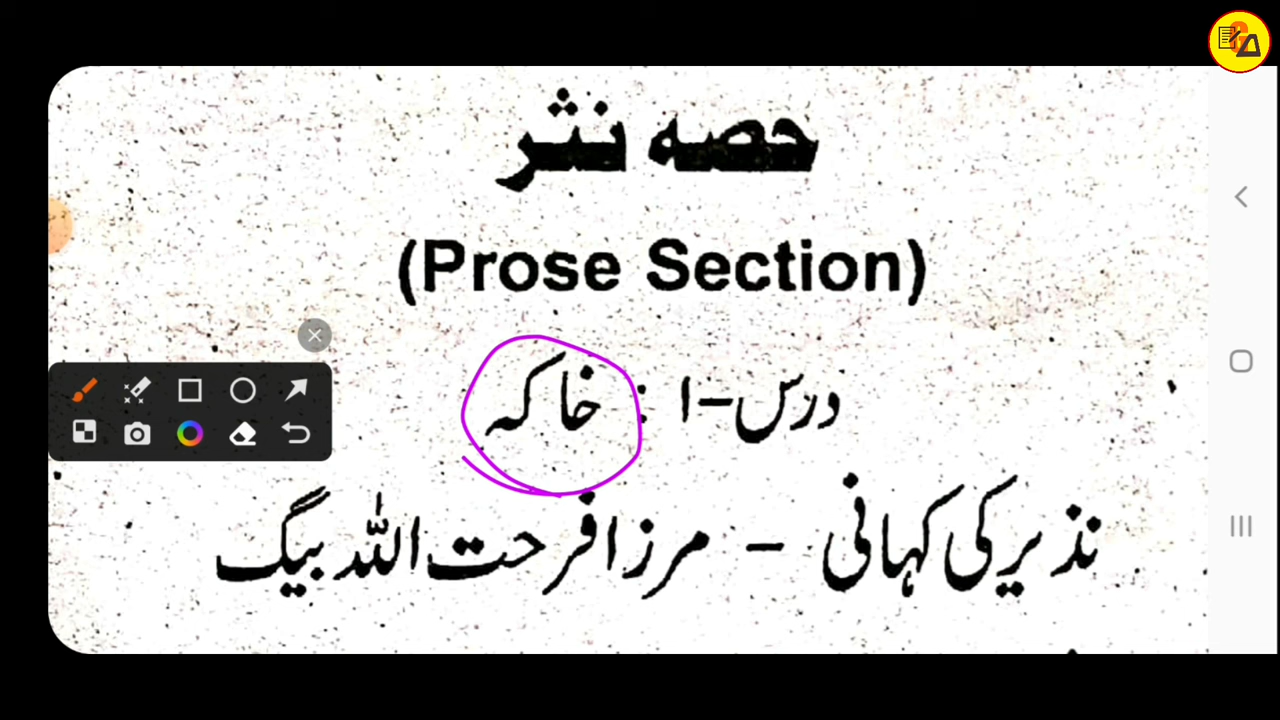 حصہ نثر
(Prose Section)
درس-۱ : خاکہ
نذیر کی کہانی - مرزا فرحت اللہ بیگ